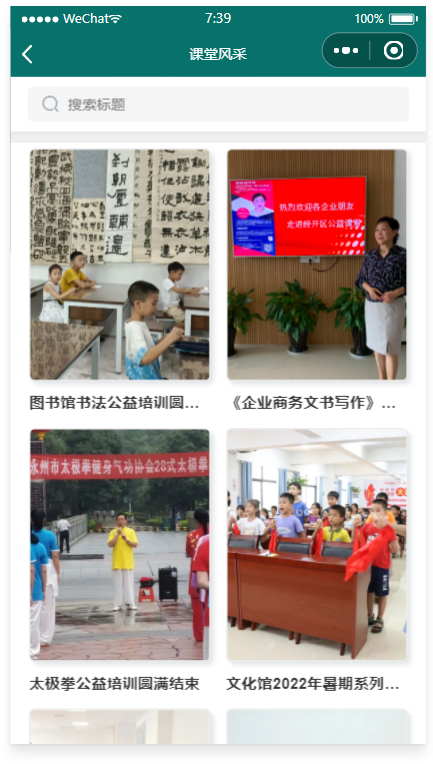 WeChat
7:39
100%
课堂风采
搜索标题
热烈欢迎各企业朋友
走进经开区公益课堂
图书馆书法公益培训圆...
《企业商务文书写作》...
永州市太极拳健身气功协会28式太极拳
太极拳公益培训圆满结束
文化馆2022年暑期系列...